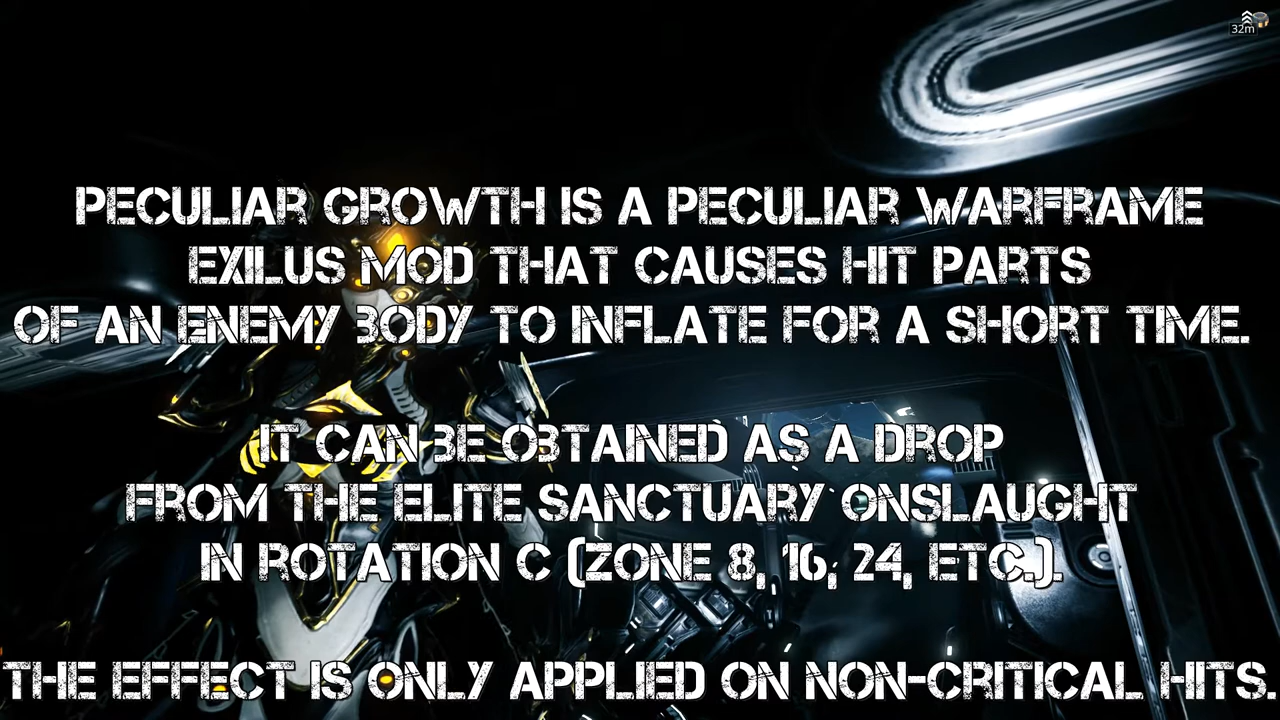 32m
PECULIAR GROWTH IS A PECULIAR WARFRAME
EXILUS MOD THAT CAUSES HIT PARTS
OF AN ENEMY BODY TO INFLATE FOR A SHORT TIME.
IT CAN BE OBTAINED AS A DROP
FROM THE ELITE SANCTUARY ONSLAUGHT
IN ROTATION C (ZONE 8, 16, 24, ETC.).
THE EFFECT IS ONLY APPLIED ON NON-CRITICAL HITS.